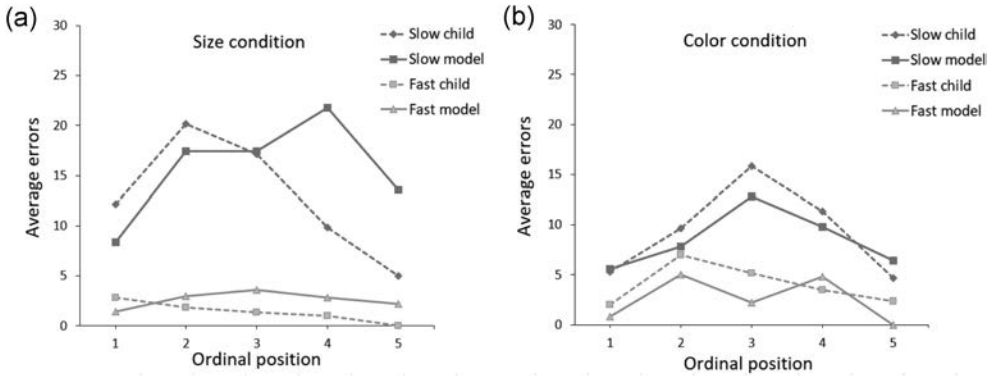 (a)
Size condition
Slow child
Slow model
Fast child
Fast model
Average errors
30
25
20
15
10
5
0
1 2 3 4 5
Ordinal position
(b)
Color condition
Slow child
Slow model
Fast child
Fast model
Average errors
30
25
20
15
10
5
0
1 2 3 4 5
Ordinal position